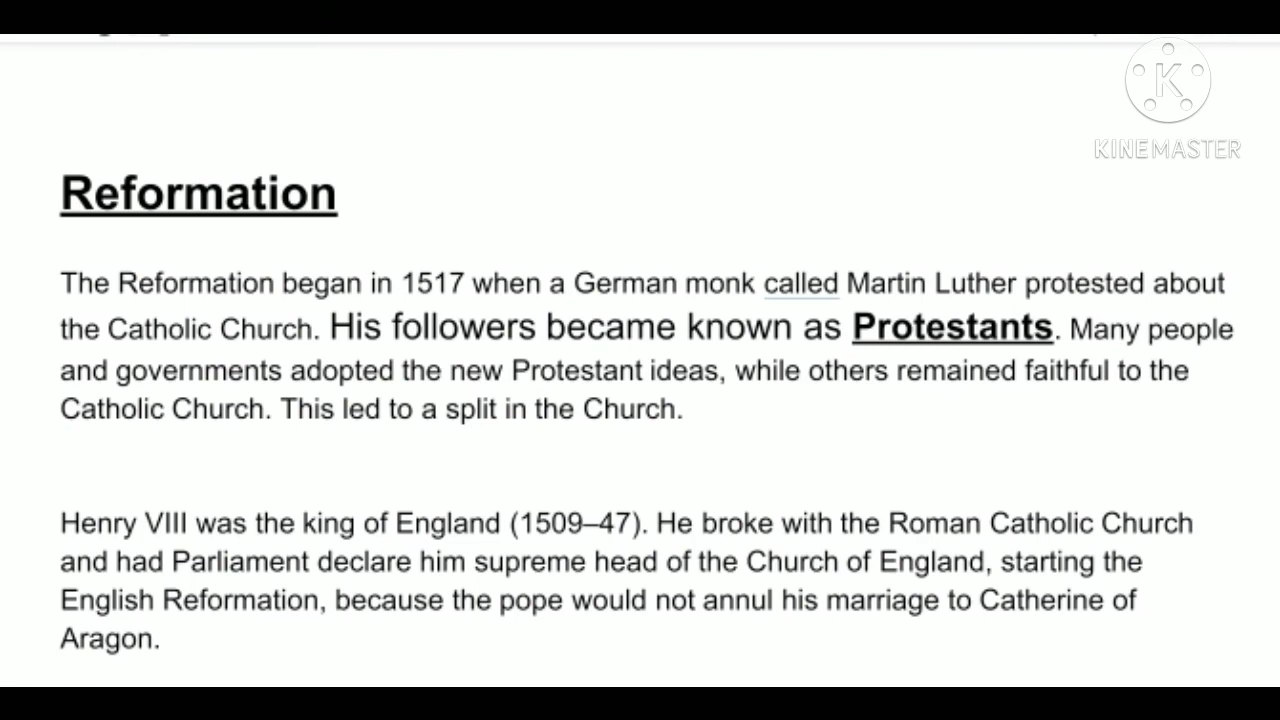 K
KINEMASTER
Reformation
The Reformation began in 1517 when a German monk called Martin Luther protested about
the Catholic Church. His followers became known as Protestants. Many people
and governments adopted the new Protestant ideas, while others remained faithful to the
Catholic Church. This led to a split in the Church.
Henry VIII was the king of England (1509–47). He broke with the Roman Catholic Church
and had Parliament declare him supreme head of the Church of England, starting the
English Reformation, because the pope would not annul his marriage to Catherine of
Aragon.